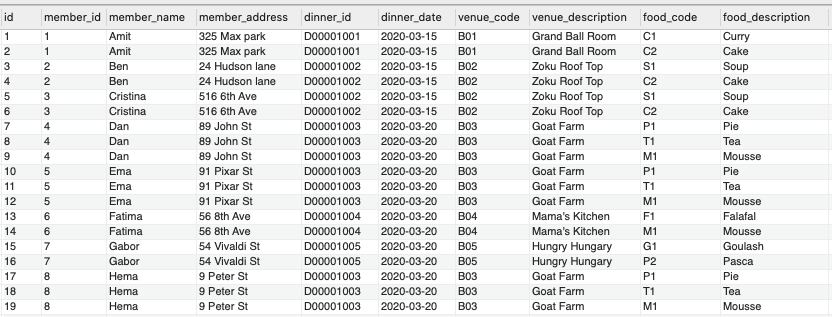 id member_id member_name member_address dinner_id dinner_date venue_code venue_description food_code food_description
1 1 Amit 325 Max park D00001001 2020-03-15 B01 Grand Ball Room C1 Curry
2 1 Amit 325 Max park D00001001 2020-03-15 B01 Grand Ball Room C2 Cake
3 2 Ben 24 Hudson lane D00001002 2020-03-15 B02 Zoku Roof Top S1 Soup
4 2 Ben 24 Hudson lane D00001002 2020-03-15 B02 Zoku Roof Top C2 Cake
5 3 Cristina 516 6th Ave D00001002 2020-03-15 B02 Zoku Roof Top S1 Soup
6 3 Cristina 516 6th Ave D00001002 2020-03-15 B02 Zoku Roof Top C2 Cake
7 4 Dan 89 John St D00001003 2020-03-20 B03 Goat Farm P1 Pie
8 4 Dan 89 John St D00001003 2020-03-20 B03 Goat Farm T1 Tea
9 4 Dan 89 John St D00001003 2020-03-20 B03 Goat Farm M1 Mousse
10 5 Ema 91 Pixar St D00001003 2020-03-20 B03 Goat Farm P1 Pie
11 5 Ema 91 Pixar St D00001003 2020-03-20 B03 Goat Farm T1 Tea
12 5 Ema 91 Pixar St D00001003 2020-03-20 B03 Goat Farm M1 Mousse
13 6 Fatima 56 8th Ave D00001004 2020-03-20 B04 Mama's Kitchen F1 Falafal
14 6 Fatima 56 8th Ave D00001004 2020-03-20 B04 Mama's Kitchen M1 Mousse
15 7 Gabor 54 Vivaldi St D00001005 2020-03-20 B05 Hungry Hungary G1 Goulash
16 7 Gabor 54 Vivaldi St D00001005 2020-03-20 B05 Hungry Hungary P2 Pasca
17 8 Hema 9 Peter St D00001003 2020-03-20 B03 Goat Farm P1 Pie
18 8 Hema 9 Peter St D00001003 2020-03-20 B03 Goat Farm T1 Tea
19 8 Hema 9 Peter St D00001003 2020-03-20 B03 Goat Farm M1 Mousse